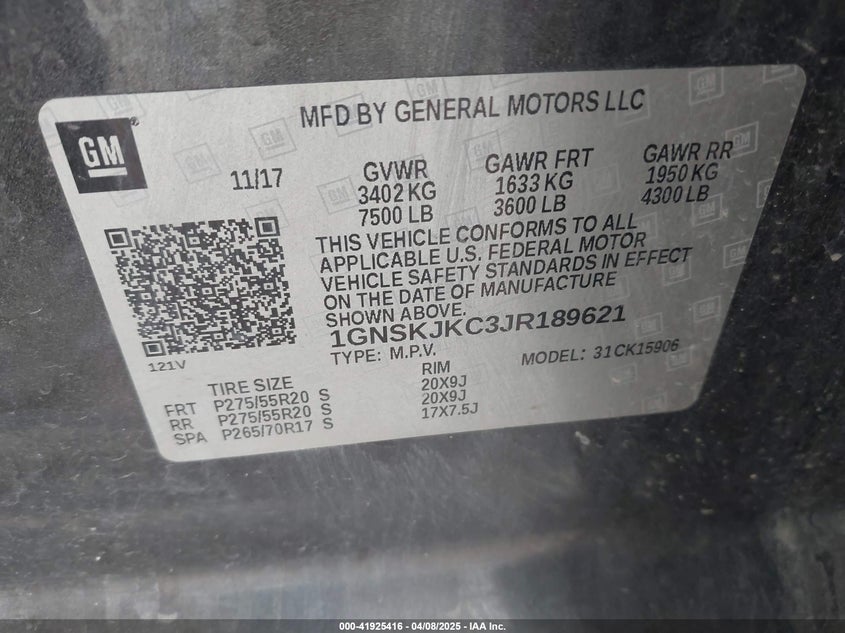 MFD BY GENERAL MOTORS LLC
GM
11/17
GVWR
3402 KG
7500 LB
GAWR FRT
1633 KG
3600 LB
GAWR RR
1950 KG
4300 LB
THIS VEHICLE CONFORMS TO ALL
APPLICABLE U.S. FEDERAL MOTOR
VEHICLE SAFETY STANDARDS IN EFFECT
ON THE DATE OF MANUFACTURE
SHOWN ABOVE.
1GNSKJKC3JR189621
TYPE: M.P.V. MODEL: 31CK15906
121V
TIRE SIZE RIM
FRT P275/55R20 S 20X9J
RR P275/55R20 S 20X9J
SPA P265/70R17 S 17X7.5J
000-41925416 - 04/08/2025 - IAA Inc.